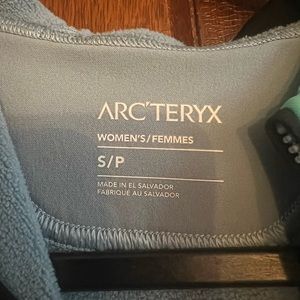 ARC'TERYX
WOMEN'S/FEMMES
S/P
MADE IN EL SALVADOR
FABRIQUÉ AU SALVADOR